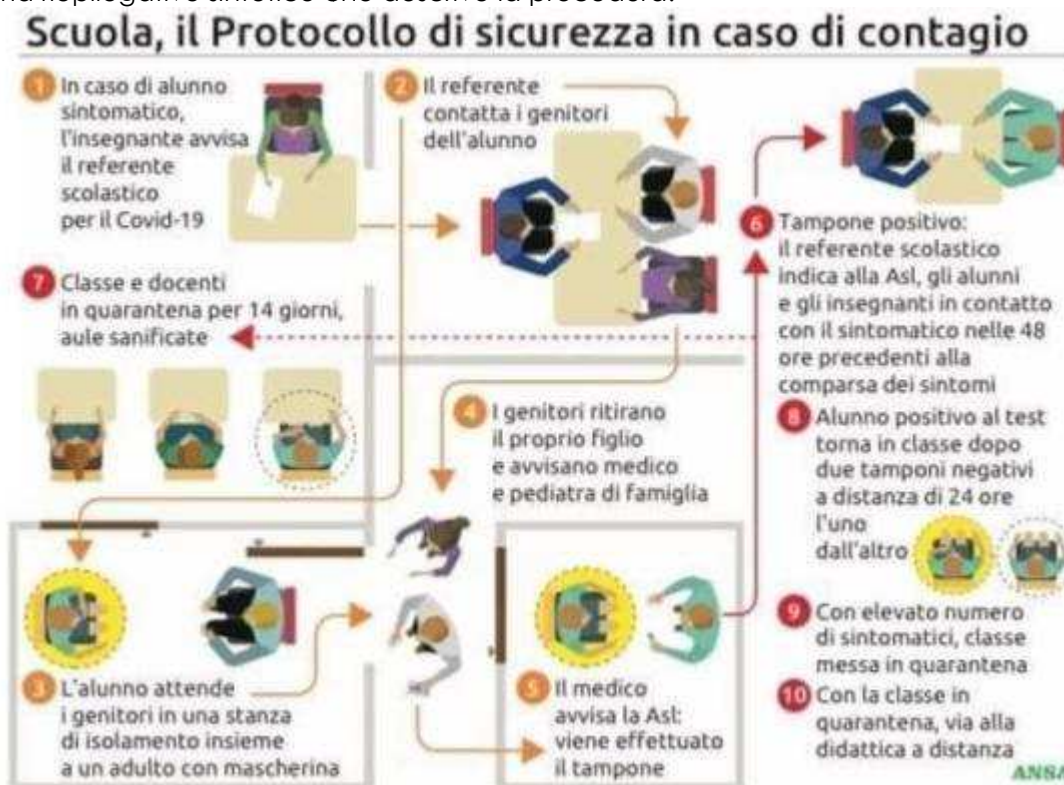 sintetico che descrive la procedura.
Scuola, il Protocollo di sicurezza in caso di contagio
1 In caso di alunno
sintomatico,
l'insegnante avvisa
il referente
scolastico
per il Covid-19
2 Il referente
contatta i genitori
dell'alunno
3 L'alunno attende
i genitori in una stanza
di isolamento insieme
a un adulto con mascherina
4 I genitori ritirano
il proprio figlio
e avvisano medico
e pediatra di famiglia
5 Il medico
avvisa la Asl:
viene effettuato
il tampone
6 Tampone positivo:
il referente scolastico
indica alla Asl, gli alunni
e gli insegnanti in contatto
con il sintomatico nelle 48
ore precedenti alla
comparsa dei sintomi
7 Classe e docenti
in quarantena per 14 giorni,
aule sanificate
8 Alunno positivo al test
torna in classe dopo
due tamponi negativi
a distanza di 24 ore
l'uno
dall'altro
9 Con elevato numero
di sintomatici, classe
messa in quarantena
10 Con la classe in
quarantena, via alla
didattica a distanza
ANSA